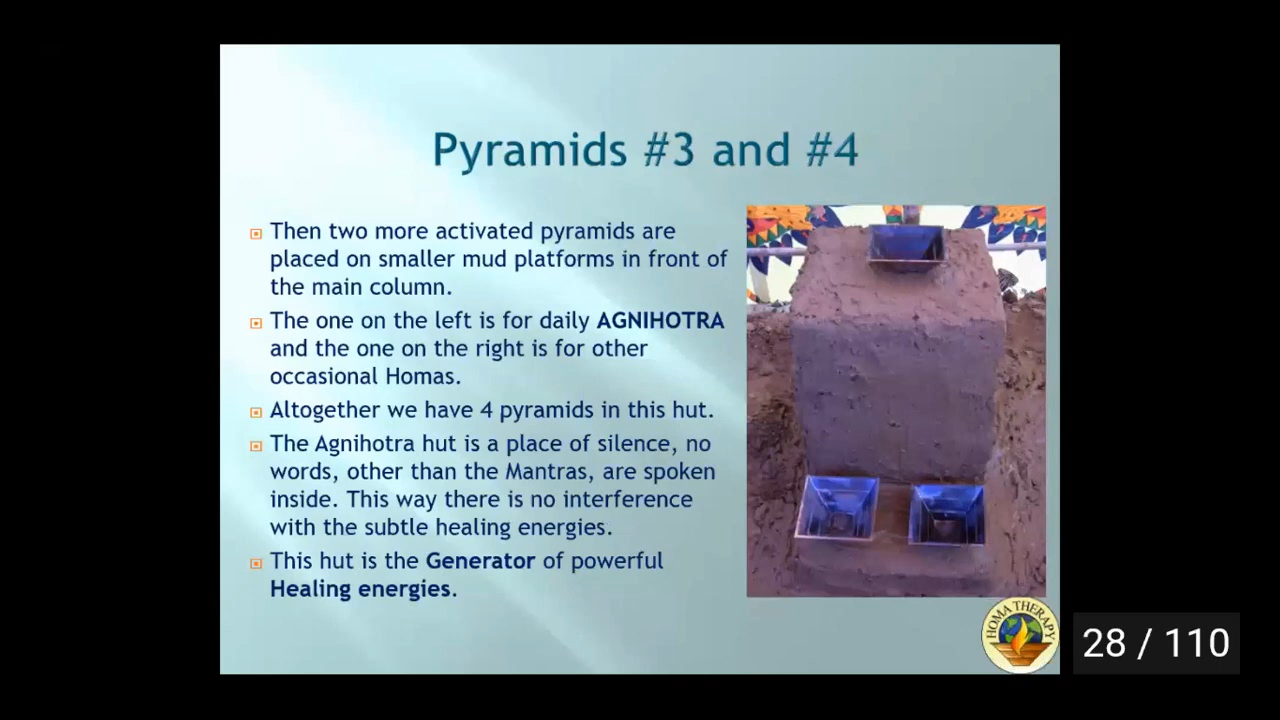 Pyramids #3 and #4
Then two more activated pyramids are
placed on smaller mud platforms in front of
the main column.
The one on the left is for daily AGNIHOTRA
and the one on the right is for other
occasional Homas.
Altogether we have 4 pyramids in this hut.
The Agnihotra hut is a place of silence, no
words, other than the Mantras, are spoken
inside. This way there is no interference
with the subtle healing energies.
This hut is the Generator of powerful
Healing energies.
HOMA THERAPY
28 / 110